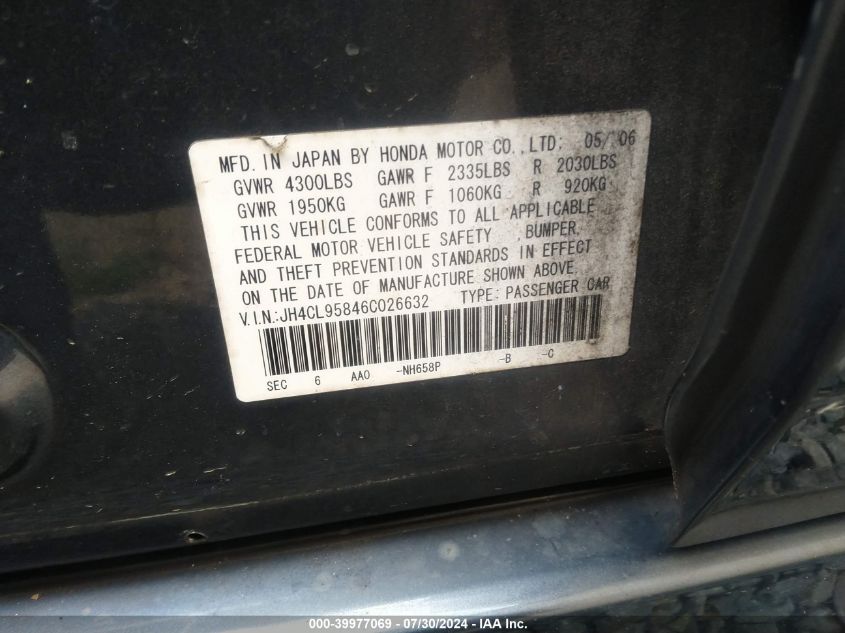 MFD. IN JAPAN BY HONDA MOTOR CO.,LTD: 05/'06
GVWR 4300LBS GAWR F 2335LBS R 2030LBS
GVWR 1950KG GAWR F 1060KG R 920KG
THIS VEHICLE CONFORMS TO ALL APPLICABLE
FEDERAL MOTOR VEHICLE SAFETY BUMPER,
AND THEFT PREVENTION STANDARDS IN EFFECT
ON THE DATE OF MANUFACTURE SHOWN ABOVE.
V.I.N.:JH4CL95846C026632 TYPE: PASSENGER CAR
SEC 6 AAO -NH658P -B -C
000-39977069 - 07/30/2024 - IAA Inc.